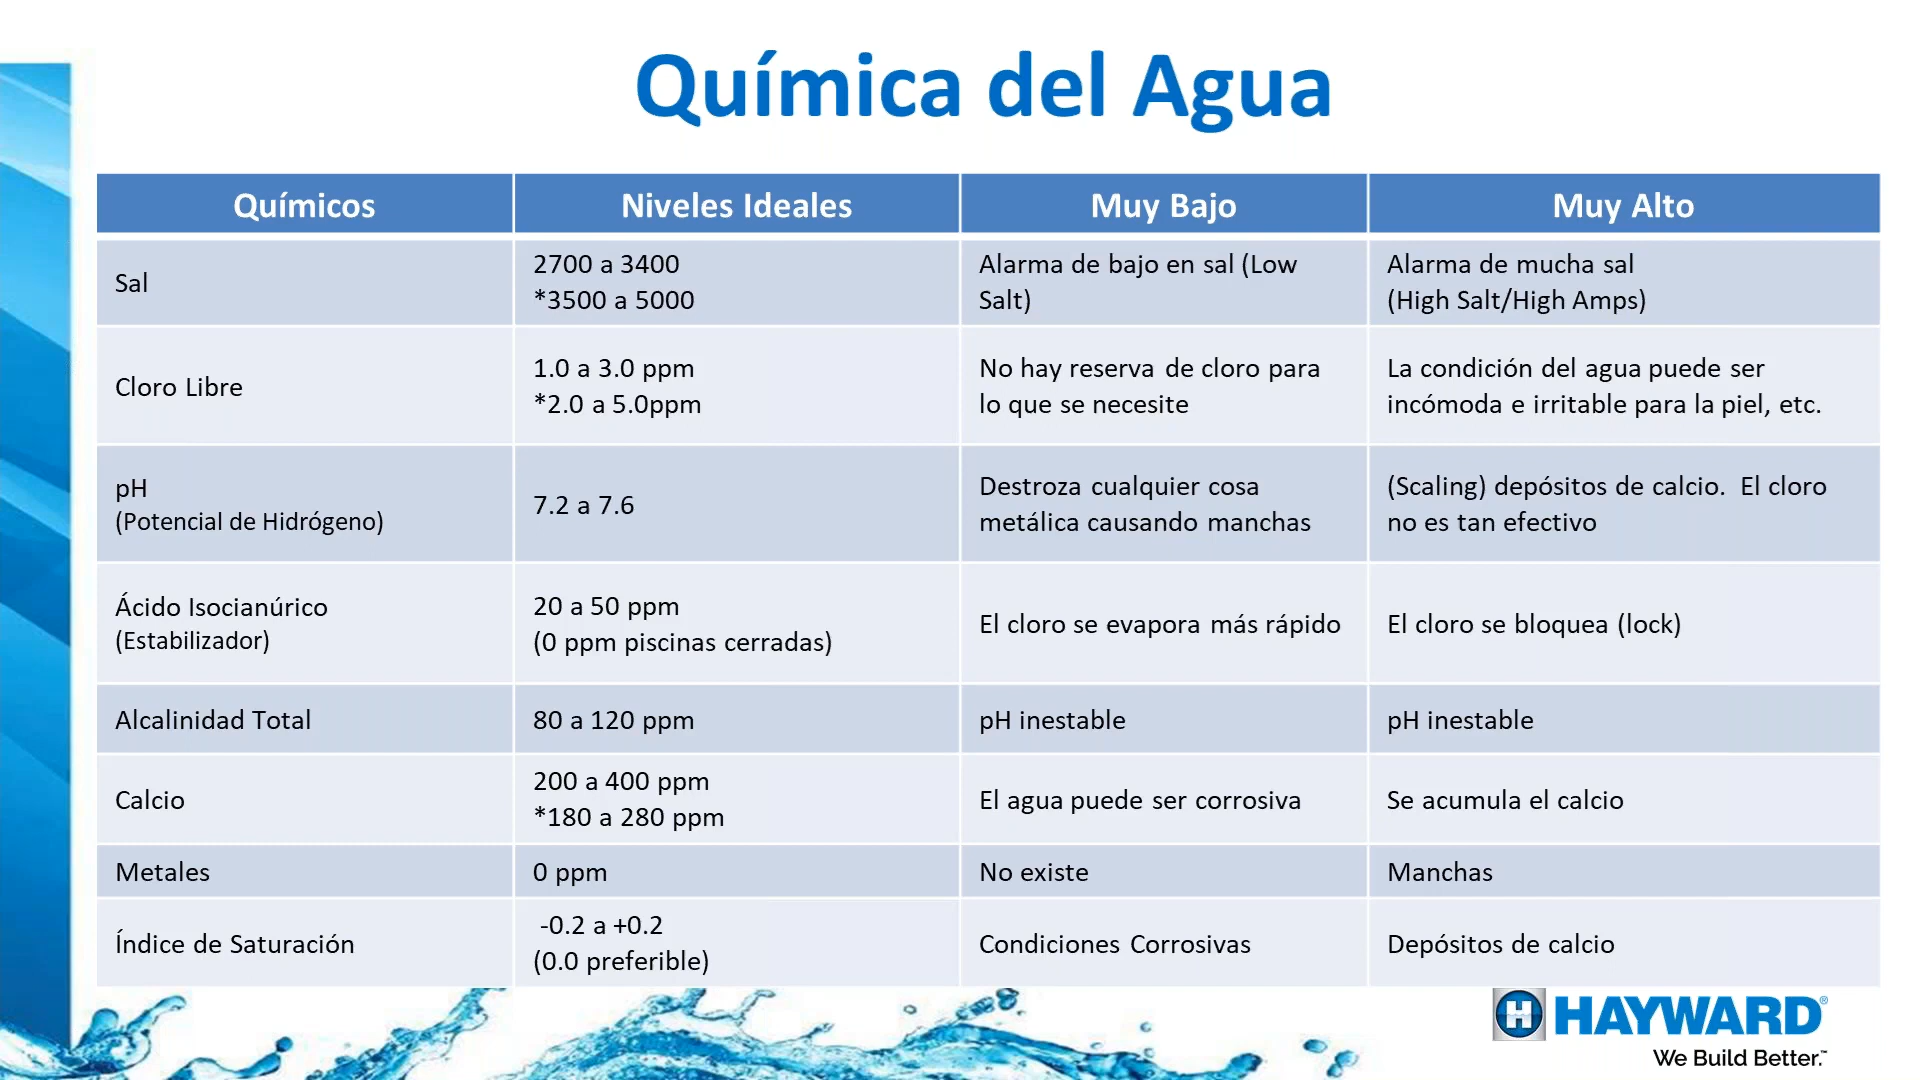 Química del Agua
Químicos
Niveles Ideales
Muy Bajo
Muy Alto
Sal
2700 a 3400
*3500 a 5000
Alarma de bajo en sal (Low
Salt)
Alarma de mucha sal
(High Salt/High Amps)
Cloro Libre
1.0 a 3.0 ppm
*2.0 a 5.0ppm
No hay reserva de cloro para
lo que se necesite
La condición del agua puede ser
incómoda e irritable para la piel, etc.
pH
(Potencial de Hidrógeno)
7.2 a 7.6
Destroza cualquier cosa
metálica causando manchas
(Scaling) depósitos de calcio.  El cloro
no es tan efectivo
Ácido Isocianúrico
(Estabilizador)
20 a 50 ppm
(0 ppm piscinas cerradas)
El cloro se evapora más rápido
El cloro se bloquea (lock)
Alcalinidad Total
80 a 120 ppm
pH inestable
pH inestable
Calcio
200 a 400 ppm
*180 a 280 ppm
El agua puede ser corrosiva
Se acumula el calcio
Metales
0 ppm
No existe
Manchas
Índice de Saturación
-0.2 a +0.2
(0.0 preferible)
Condiciones Corrosivas
Depósitos de calcio
H HAYWARD®
We Build Better.™